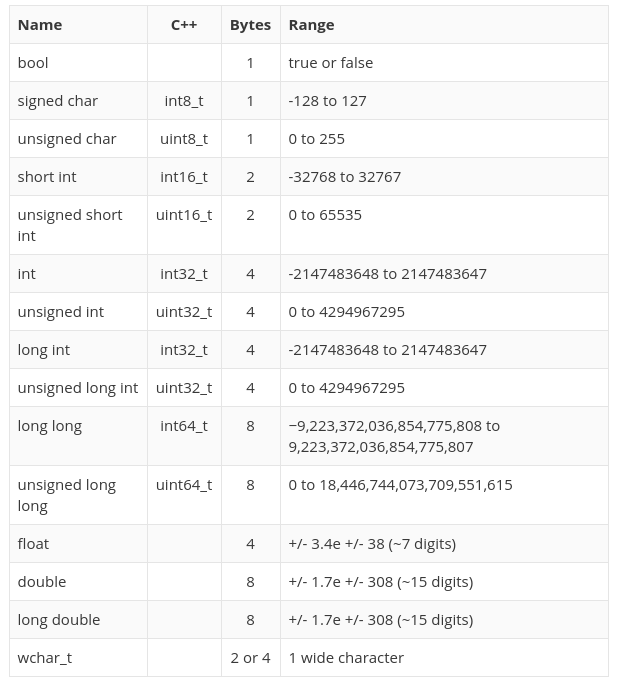 Name C++ Bytes Range
bool 1 true or false
signed char int8_t 1 -128 to 127
unsigned char uint8_t 1 0 to 255
short int int16_t 2 -32768 to 32767
unsigned short uint16_t 2 0 to 65535
int
int int32_t 4 -2147483648 to 2147483647
unsigned int uint32_t 4 0 to 4294967295
long int int32_t 4 -2147483648 to 2147483647
unsigned long int uint32_t 4 0 to 4294967295
long long int64_t 8 −9,223,372,036,854,775,808 to
9,223,372,036,854,775,807
unsigned long uint64_t 8 0 to 18,446,744,073,709,551,615
long
float 4 +/- 3.4e +/- 38 (~7 digits)
double 8 +/- 1.7e +/- 308 (~15 digits)
long double 8 +/- 1.7e +/- 308 (~15 digits)
wchar_t 2 or 4 1 wide character